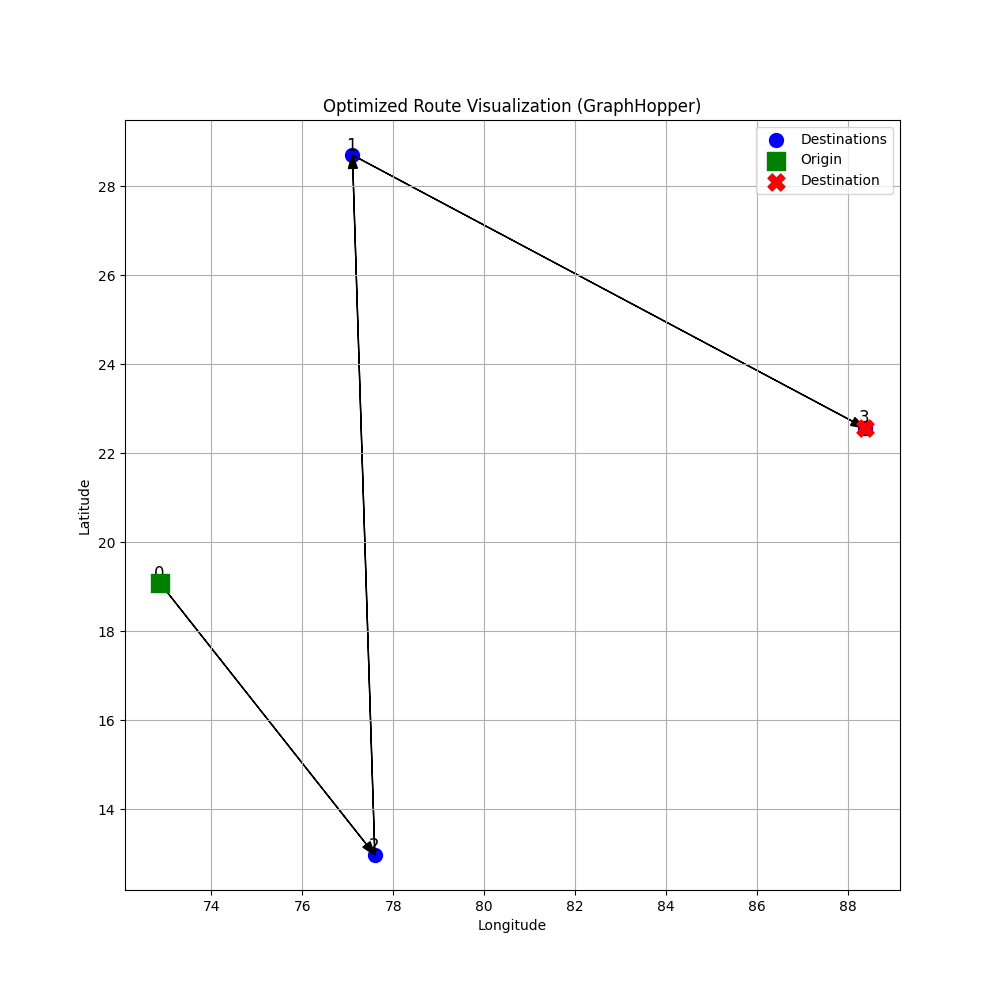 Optimized Route Visualization (GraphHopper)
Destinations
Origin
Destination
1
3
0
2
Latitude
28
26
24
22
20
18
16
14
74 76 78 80 82 84 86 88
Longitude